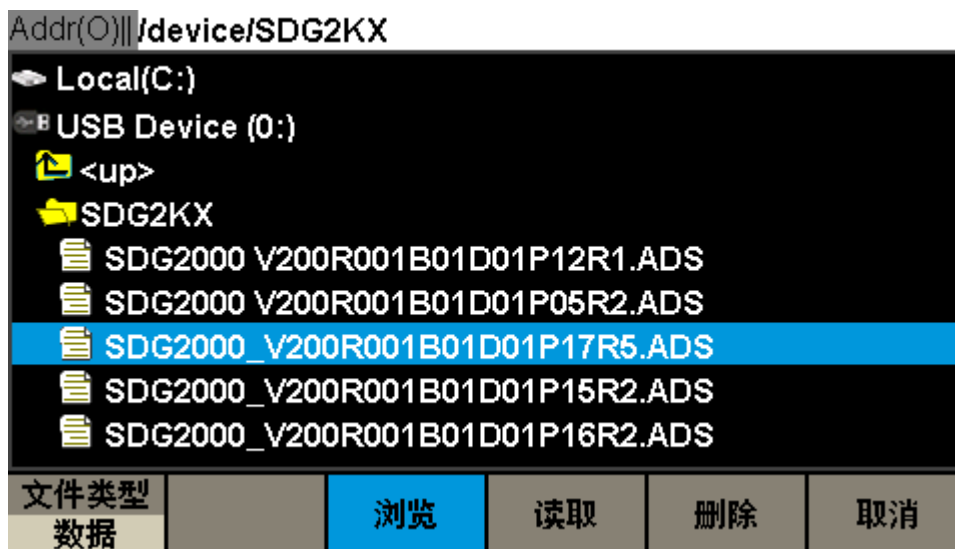 Addr(O)|| /device/SDG2KX
Local(C:)
USB Device (0:)
<up>
SDG2KX
SDG2000 V200R001B01D01P12R1.ADS
SDG2000 V200R001B01D01P05R2.ADS
SDG2000_V200R001B01D01P17R5.ADS
SDG2000_V200R001B01D01P15R2.ADS
SDG2000_V200R001B01D01P16R2.ADS
文件类型
数据
浏览 读取 删除 取消